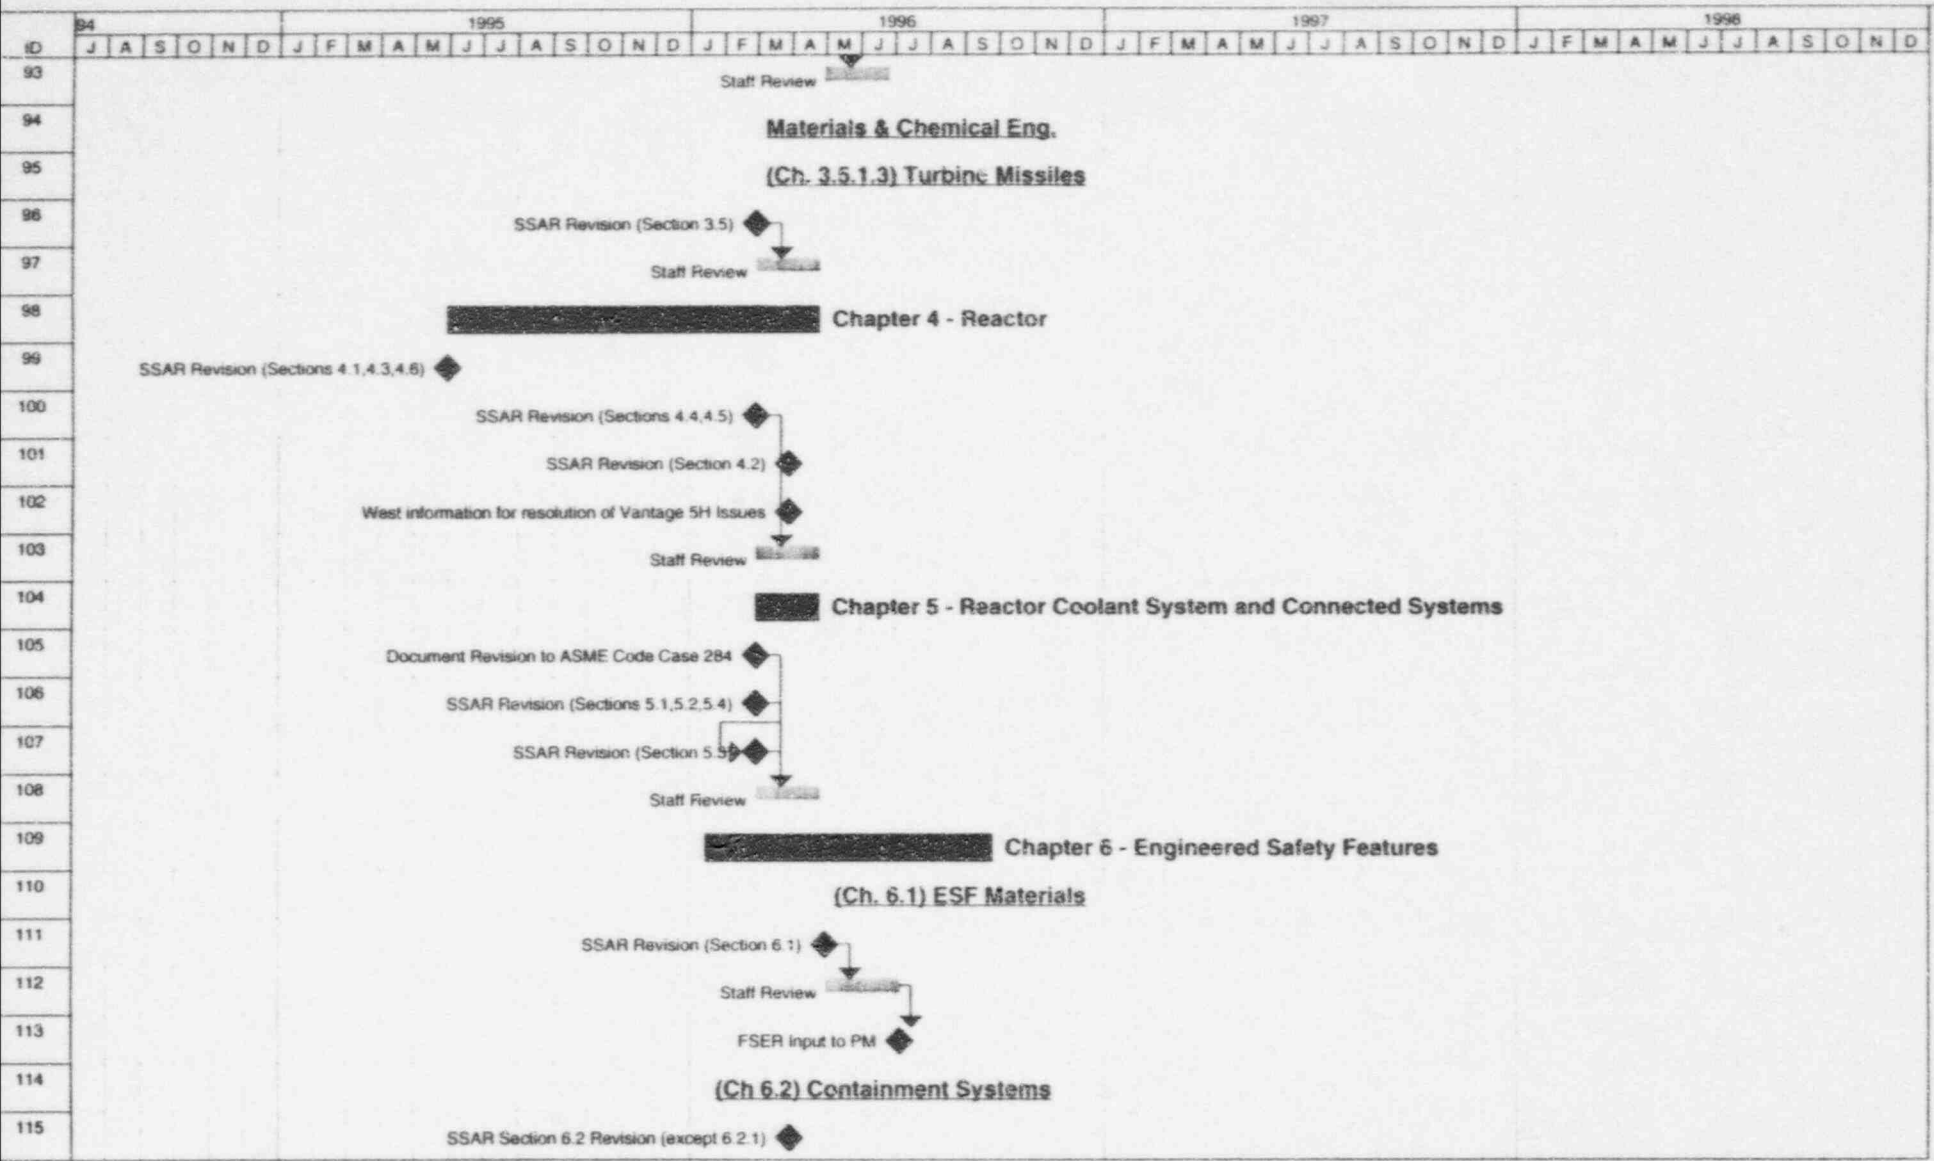 94 1995 1996 1997 1998
ID J A S O N D J F M A M J J A S O N D J F M A M J J A S O N D J F M A M J J A S O N D J F M A M J J A S O N D
93 Staff Review
94 Materials & Chemical Eng.
95 (Ch. 3.5.1.3) Turbine Missiles
96 SSAR Revision (Section 3.5)
97 Staff Review
98 Chapter 4 - Reactor
99 SSAR Revision (Sections 4.1,4.3,4.6)
100 SSAR Revision (Sections 4.4,4.5)
101 SSAR Revision (Section 4.2)
102 West information for resolution of Vantage 5H Issues
103 Staff Review
104 Chapter 5 - Reactor Coolant System and Connected Systems
105 Document Revision to ASME Code Case 284
106 SSAR Revision (Sections 5.1,5.2,5.4)
107 SSAR Revision (Section 5.3)
108 Staff Review
109 Chapter 6 - Engineered Safety Features
110 (Ch. 6.1) ESF Materials
111 SSAR Revision (Section 6.1)
112 Staff Review
113 FSER input to PM
114 (Ch 6.2) Containment Systems
115 SSAR Section 6.2 Revision (except 6.2.1)